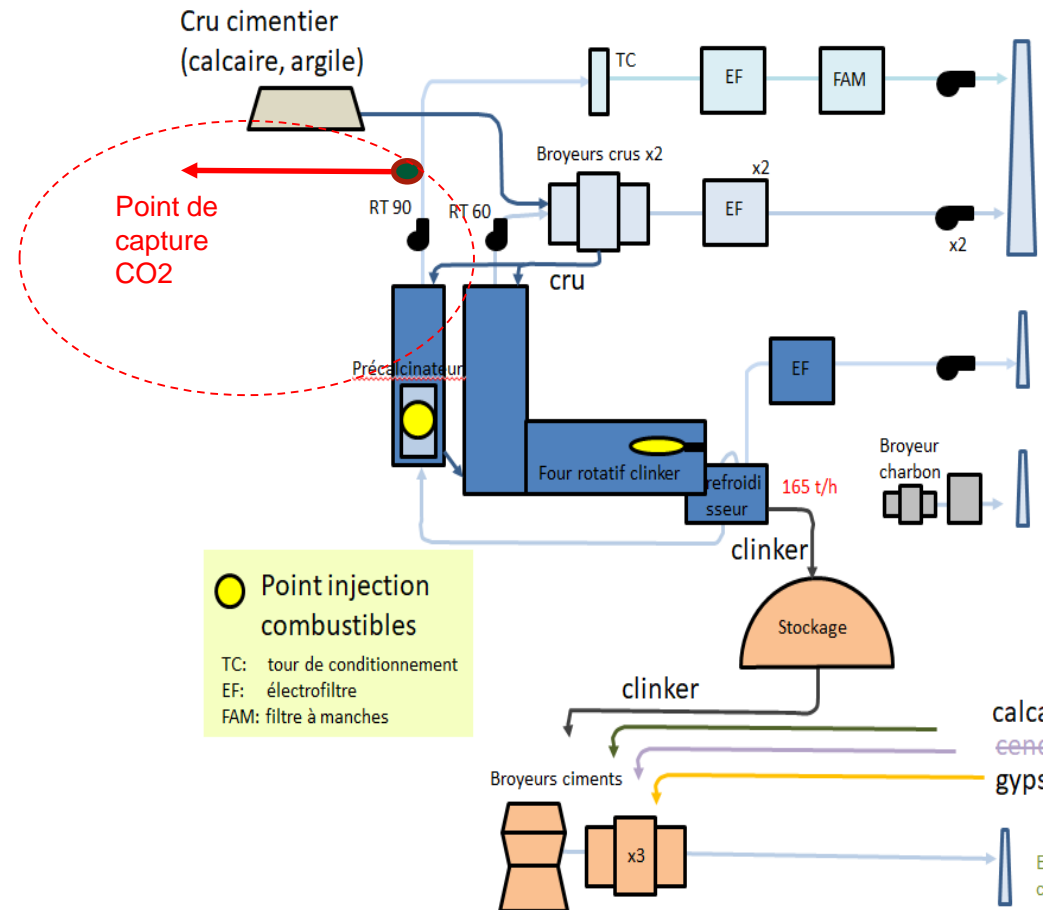 Cru cimentier
(calcaire, argile)
TC
EF
FAM
Broyeurs crus x2
x2
EF
x2
RT 90
RT 60
Point de
capture
CO2
cru
Précalcinateur
EF
Four rotatif clinker
refroidi
sseur
165 t/h
Broyeur
charbon
clinker
Point injection
combustibles
TC: tour de conditionnement
EF: électrofiltre
FAM: filtre à manches
Stockage
clinker
Broyeurs ciments
x3